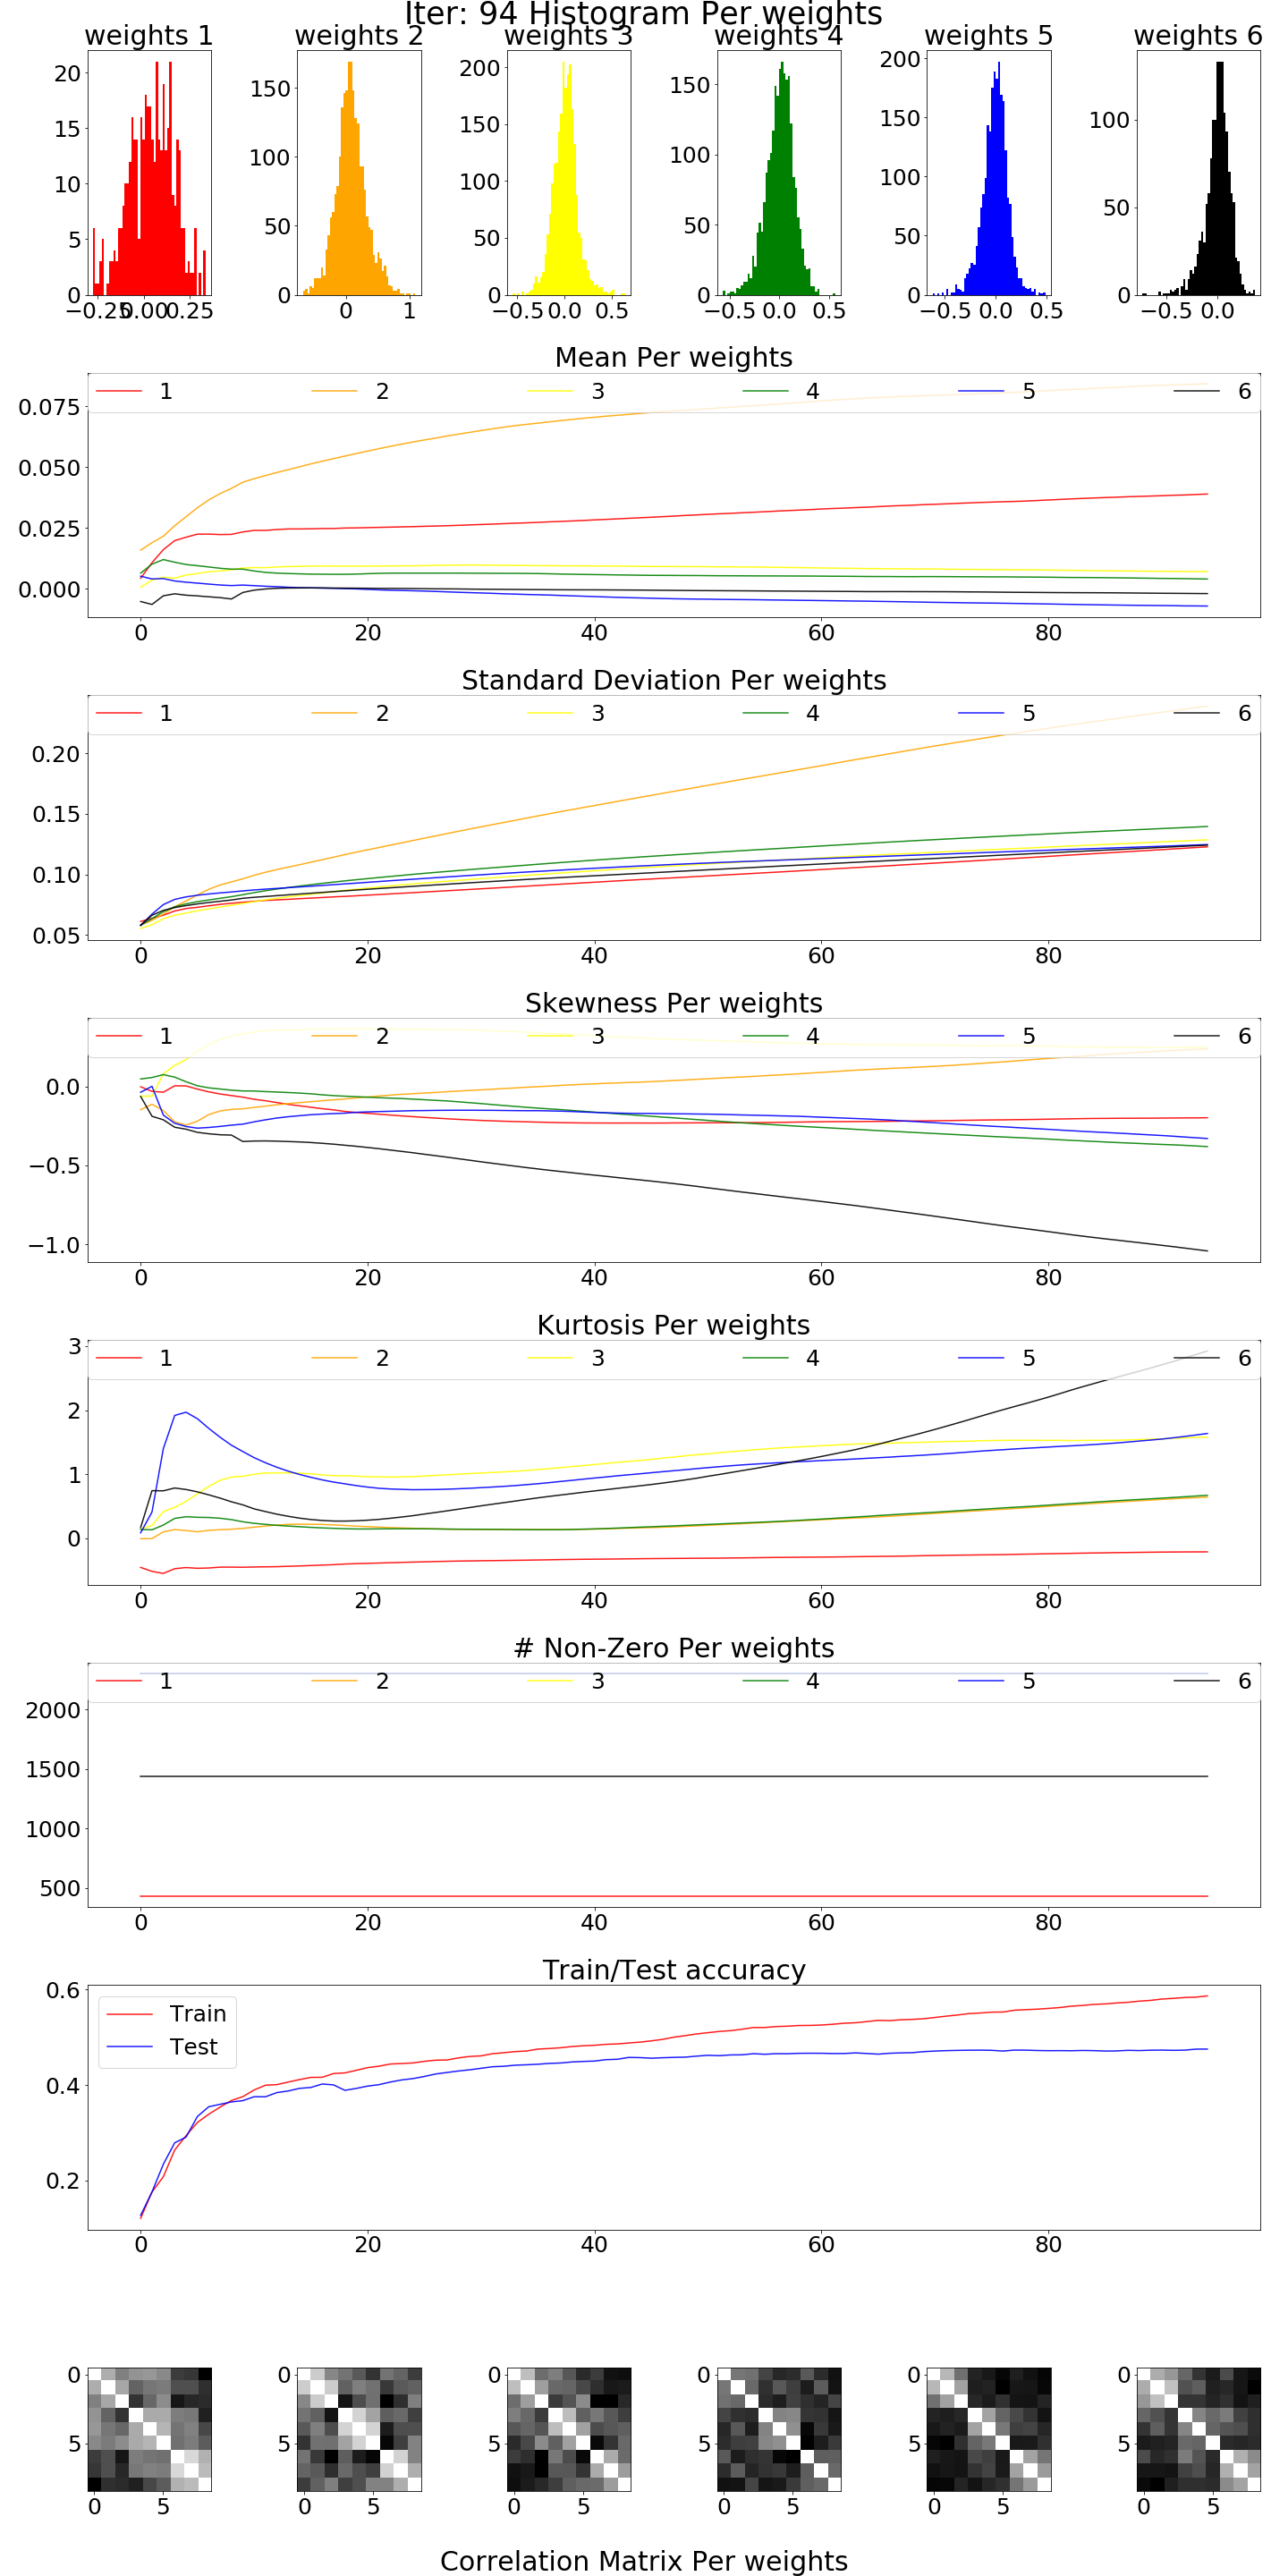 Iter: 94 Histogram Per weights
weights 1 weights 2 weights 3 weights 4 weights 5 weights 6
20
15
10
5
0
−0.25 0.00 0.25
150
100
50
0
0 1
200
150
100
50
0
−0.5 0.0 0.5
150
100
50
0
−0.5 0.0 0.5
200
150
100
50
0
−0.5 0.0 0.5
100
50
0
−0.5 0.0
Mean Per weights
1 2 3 4 5 6
0.075
0.050
0.025
0.000
0 20 40 60 80
Standard Deviation Per weights
1 2 3 4 5 6
0.20
0.15
0.10
0.05
0 20 40 60 80
Skewness Per weights
1 2 3 4 5 6
0.0
−0.5
−1.0
0 20 40 60 80
Kurtosis Per weights
1 2 3 4 5 6
3
2
1
0
0 20 40 60 80
# Non-Zero Per weights
1 2 3 4 5 6
2000
1500
1000
500
0 20 40 60 80
Train/Test accuracy
Train
Test
0.6
0.4
0.2
0 20 40 60 80
0
5
0 5
0
5
0 5
0
5
0 5
0
5
0 5
0
5
0 5
0
5
0 5
Correlation Matrix Per weights